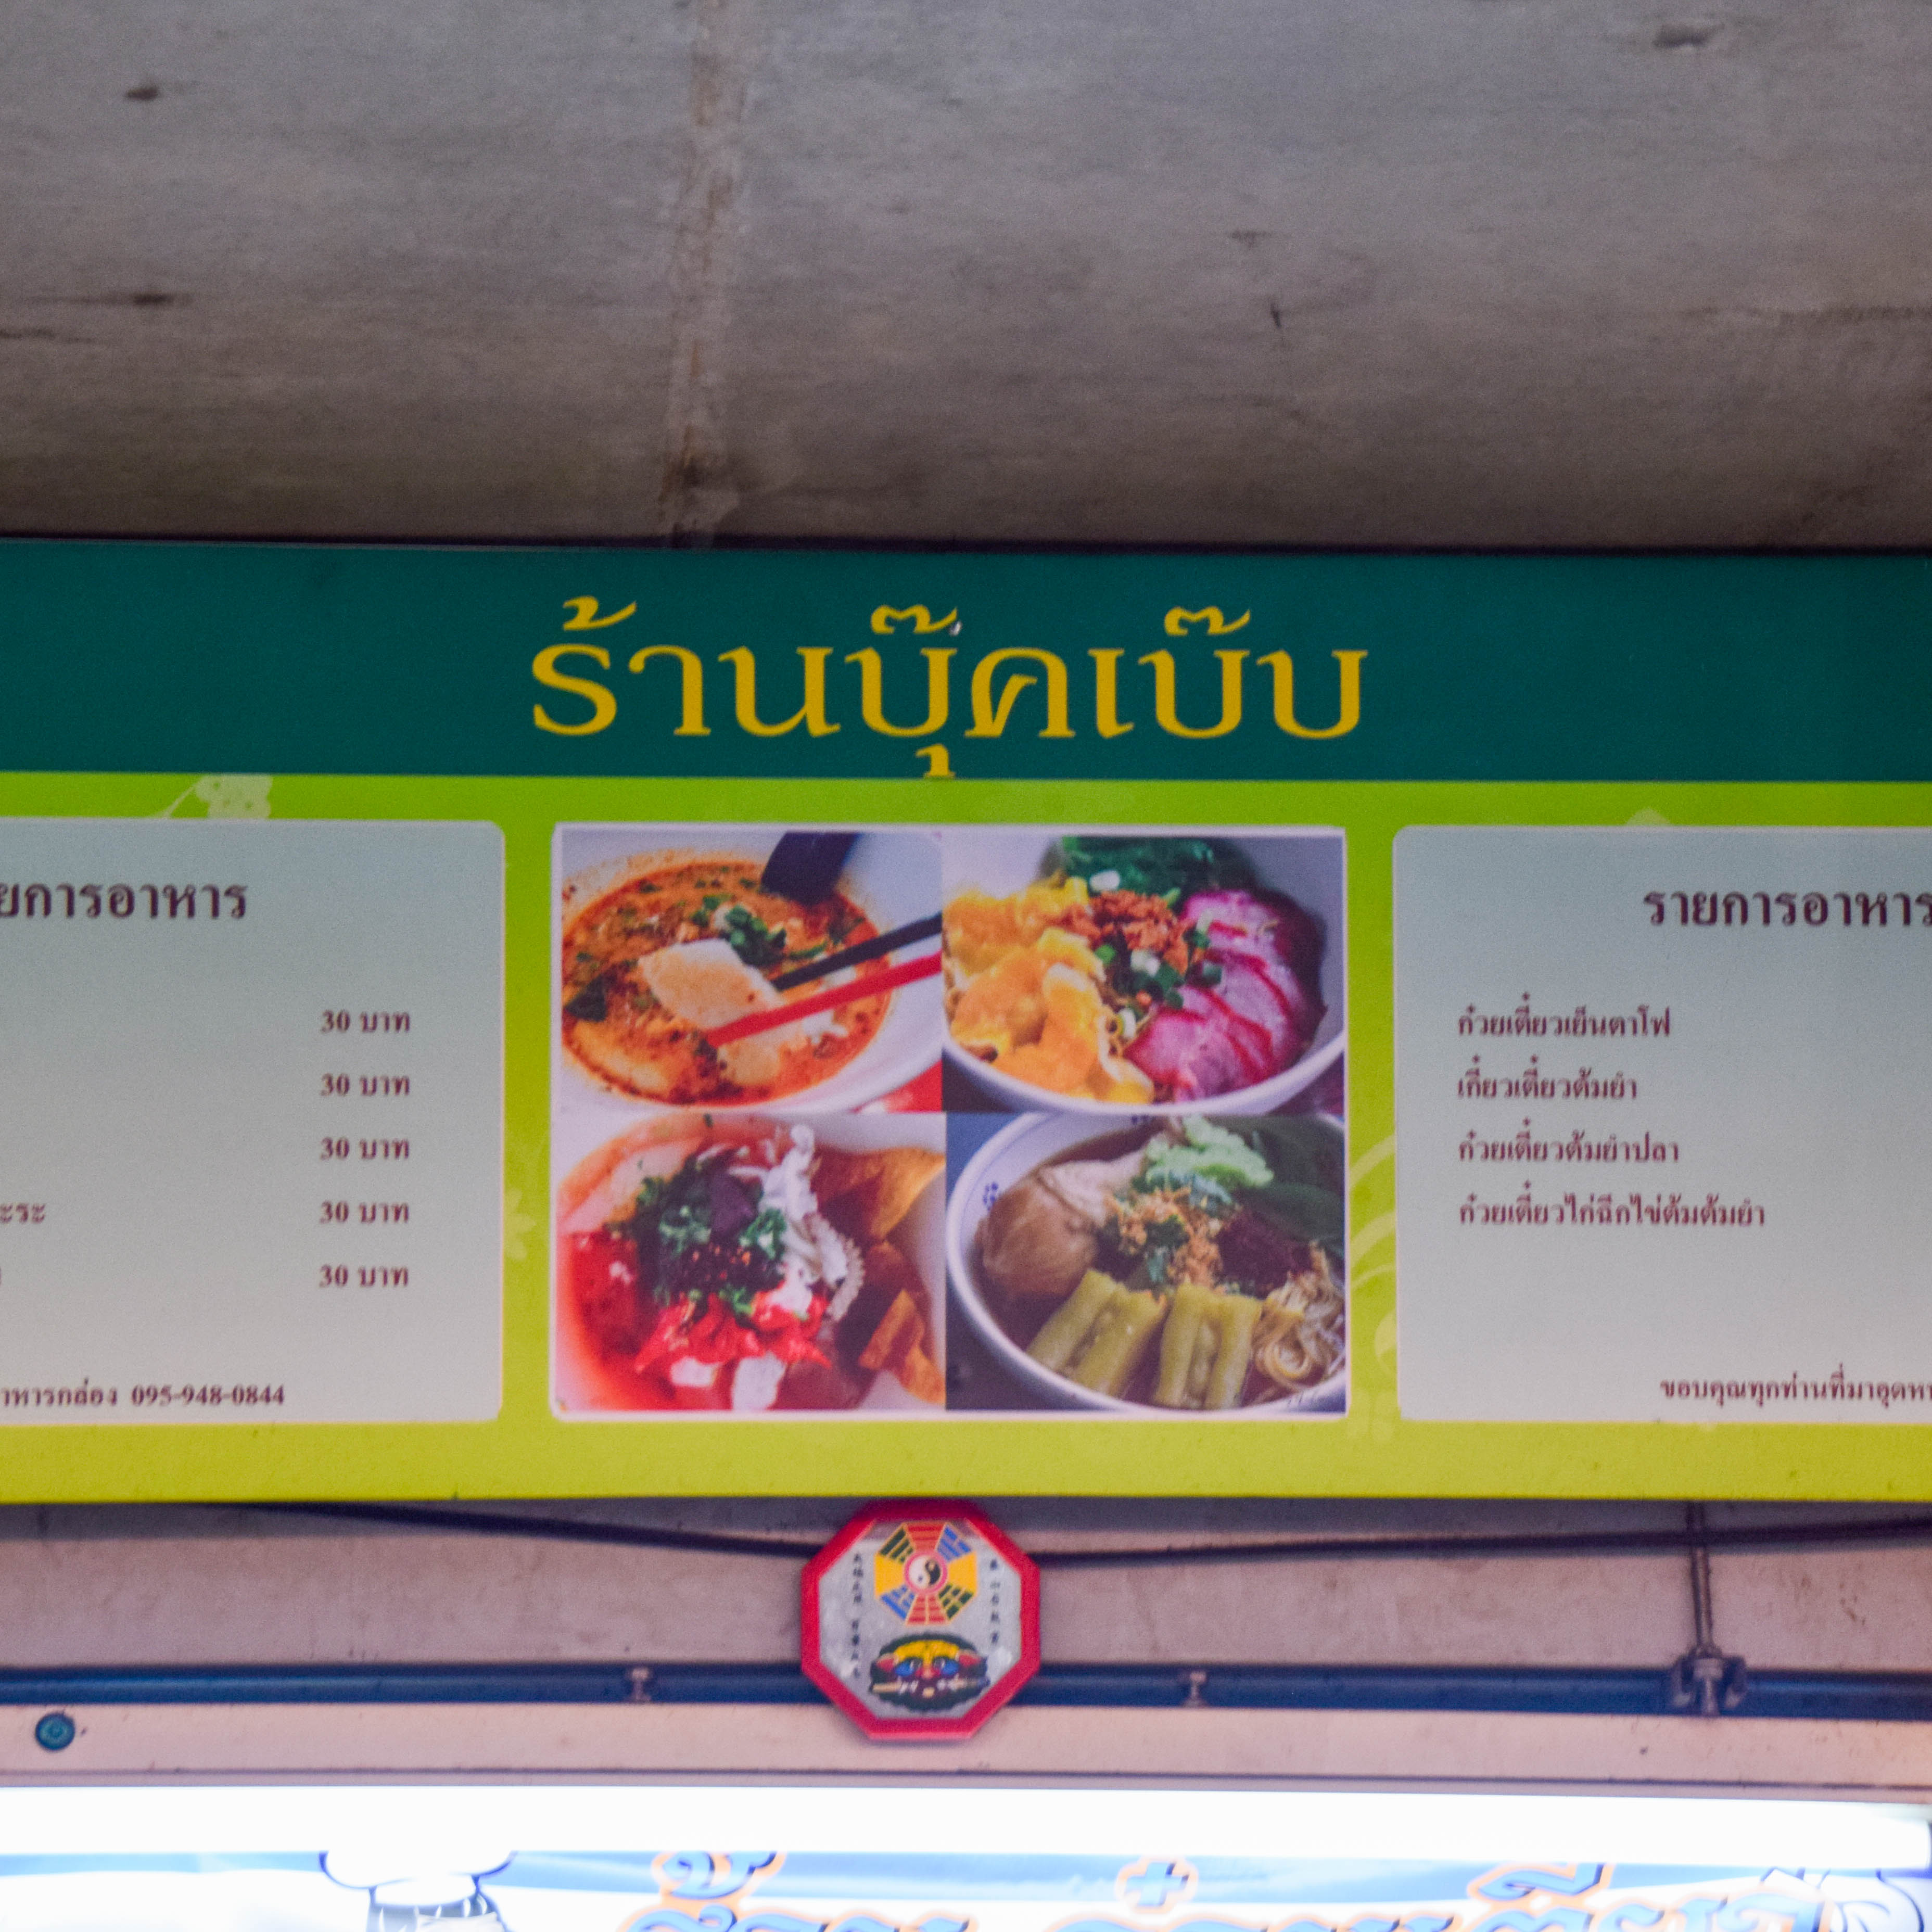 ร้านบุ๊คเบ๊บ
ยการอาหาร
30 บาท
30 บาท
30 บาท
ะระ 30 บาท
30 บาท
าหารกล่อง 095-948-0844
รายการอาหาร
ก๋วยเตี๋ยวเย็นตาโฟ
เกี๋ยวเตี๋ยวต้มยำ
ก๋วยเตี๋ยวต้มยำปลา
ก๋วยเตี๋ยวไก่ฉีกไข่ต้มต้มยำ
ขอบคุณทุกท่านที่มาอุดห